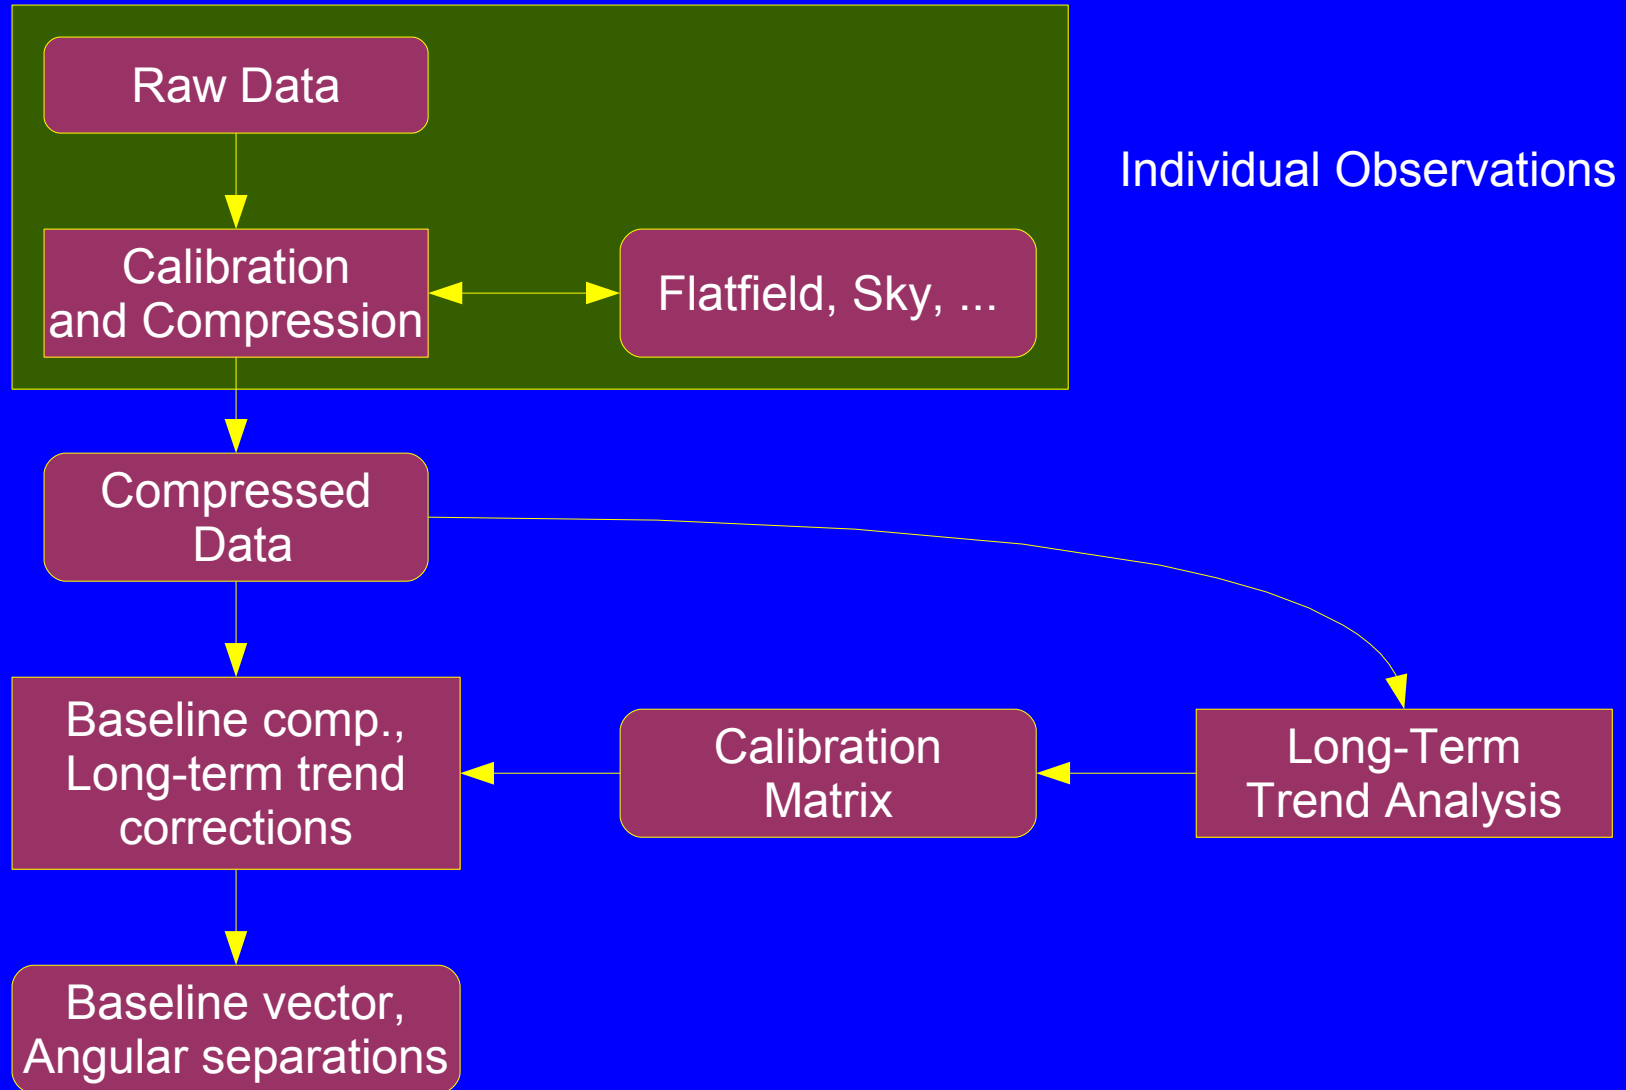 Raw Data
Individual Observations
Calibration
and Compression
Flatfield, Sky, ...
Compressed
Data
Baseline comp.,
Long-term trend
corrections
Calibration
Matrix
Long-Term
Trend Analysis
Baseline vector,
Angular separations